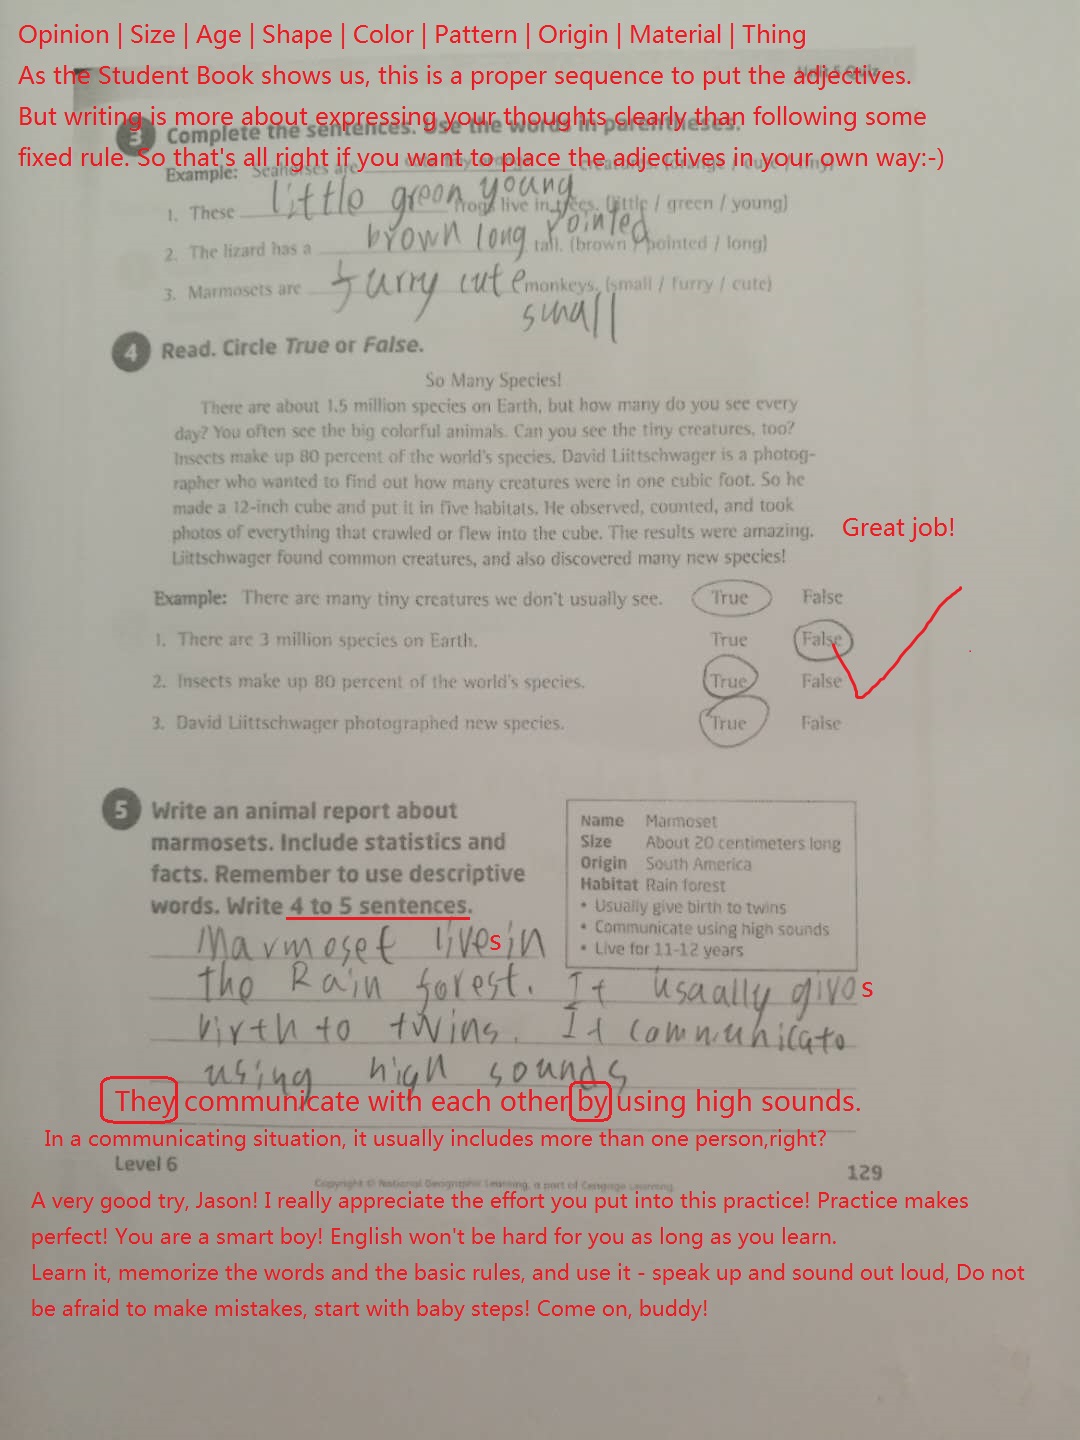 Opinion | Size | Age | Shape | Color | Pattern | Origin | Material | Thing
As the Student Book shows us, this is a proper sequence to put the adjectives.
But writing is more about expressing your thoughts clearly than following some
fixed rule. So that's all right if you want to place the adjectives in your own way:-)
Unit 5 Quiz
3 Complete the sentences. Use the words in parentheses.
Example: Seahorses are creatures. (orange / cute / tiny)
1. These little green young frogs live in trees. (little / green / young)
2. The lizard has a brown long pointed tail. (brown / pointed / long)
3. Marmosets are furry cute monkeys. (small / furry / cute)
small
4 Read. Circle True or False.
So Many Species!
There are about 1.5 million species on Earth, but how many do you see every
day? You often see the big colorful animals. Can you see the tiny creatures, too?
Insects make up 80 percent of the world's species. David Liittschwager is a photog-
rapher who wanted to find out how many creatures were in one cubic foot. So he
made a 12-inch cube and put it in five habitats. He observed, counted, and took
photos of everything that crawled or flew into the cube. The results were amazing.
Liittschwager found common creatures, and also discovered many new species!
Great job!
Example: There are many tiny creatures we don't usually see. True False
1. There are 3 million species on Earth. True False
2. Insects make up 80 percent of the world's species. True False
3. David Liittschwager photographed new species. True False
5 Write an animal report about
marmosets. Include statistics and
facts. Remember to use descriptive
words. Write 4 to 5 sentences.
Name Marmoset
Size About 20 centimeters long
Origin South America
Habitat Rain forest
• Usually give birth to twins
• Communicate using high sounds
• Live for 11-12 years
Marmoset lives in
the Rain forest. It usaally gives
birth to twins. It communicate
using high sounds
They communicate with each other by using high sounds.
In a communicating situation, it usually includes more than one person,right?
Level 6
129
Copyright © National Geographic Learning, a part of Cengage Learning.
A very good try, Jason! I really appreciate the effort you put into this practice! Practice makes
perfect! You are a smart boy! English won't be hard for you as long as you learn.
Learn it, memorize the words and the basic rules, and use it - speak up and sound out loud, Do not
be afraid to make mistakes, start with baby steps! Come on, buddy!